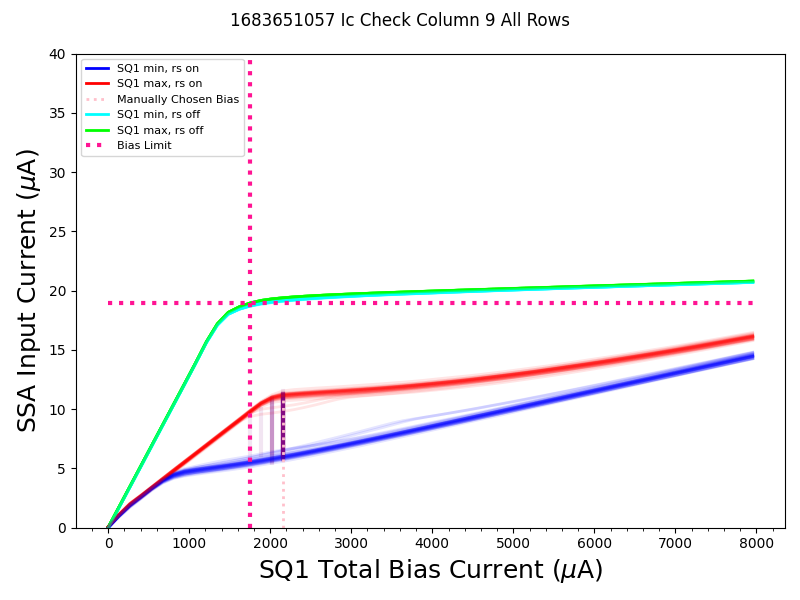 1683651057 Ic Check Column 9 All Rows
40
35
30
25
20
15
10
5
0
SSA Input Current (μA)
SQ1 min, rs on
SQ1 max, rs on
Manually Chosen Bias
SQ1 min, rs off
SQ1 max, rs off
Bias Limit
0 1000 2000 3000 4000 5000 6000 7000 8000
SQ1 Total Bias Current (μA)